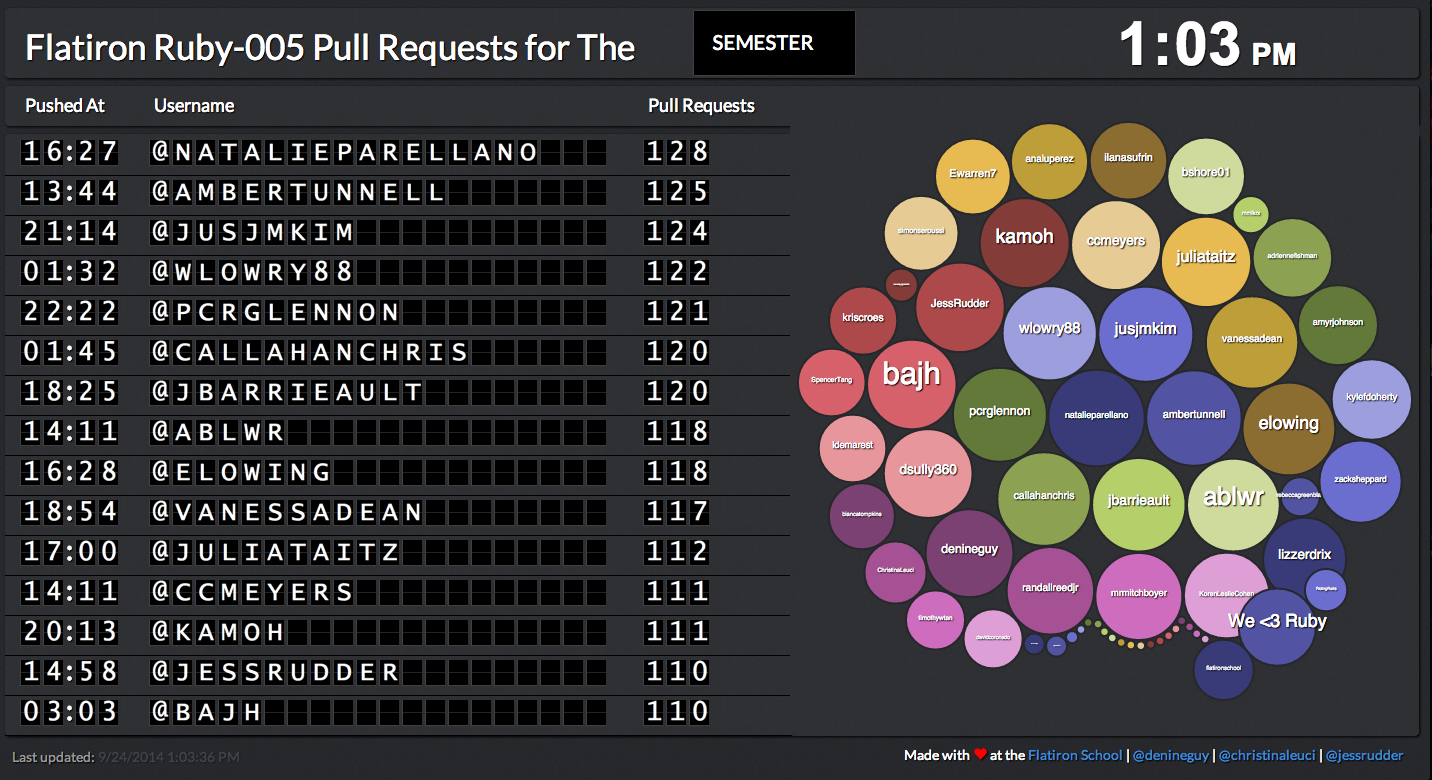 Flatiron Ruby-005 Pull Requests for The SEMESTER 1:03 PM
Pushed At Username Pull Requests
16:27 @NATALIEPARELLANO 128
13:44 @AMBERTUNNELL 125
21:14 @JUSJMKIM 124
01:32 @WLOWRY88 122
22:22 @PCRGLENNON 121
01:45 @CALLAHANCHRIS 120
18:25 @JBARRIEAULT 120
14:11 @ABLWR 118
16:28 @ELOWING 118
18:54 @VANESSADEAN 117
17:00 @JULIATAITZ 112
14:11 @CCMEYERS 111
20:13 @KAMOH 111
14:58 @JESSRUDDER 110
03:03 @BAJH 110
Ewarren7
analuperez
ilanasufrin
bshore01
simonseroussi
kamoh
ccmeyers
juliataitz
adriennefishman
kriscroes
JessRudder
wlowry88
jusjmkim
vanessadean
amyrjohnson
SpencerTang
bajh
pcrglennon
natalieparellano
ambertunnell
elowing
kylefdoherty
ldemarest
dsully360
callahanchris
jbarrieault
ablwr
zacksheppard
biancatompkins
denineguy
lizzerdrix
ChristinaLeuci
randallreedjr
mmitchboyer
KorenLeslieCohen
timothywlan
davidcoronado
We <3 Ruby
flatironschool
Last updated: 9/24/2014 1:03:36 PM
Made with ❤ at the Flatiron School | @denineguy | @christinaleuci | @jessrudder